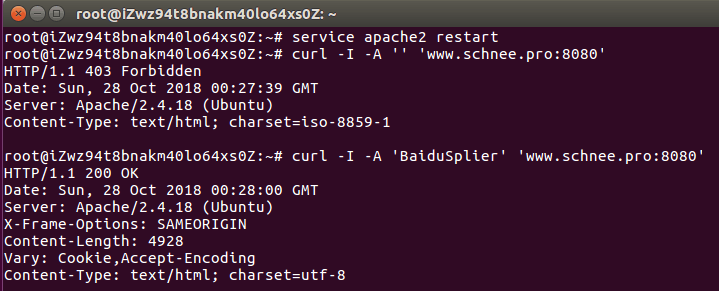 root@iZwz94t8bnakm40lo64xs0Z: ~
root@iZwz94t8bnakm40lo64xs0Z:~# service apache2 restart
root@iZwz94t8bnakm40lo64xs0Z:~# curl -I -A '' 'www.schnee.pro:8080'
HTTP/1.1 403 Forbidden
Date: Sun, 28 Oct 2018 00:27:39 GMT
Server: Apache/2.4.18 (Ubuntu)
Content-Type: text/html; charset=iso-8859-1
root@iZwz94t8bnakm40lo64xs0Z:~# curl -I -A 'BaiduSplier' 'www.schnee.pro:8080'
HTTP/1.1 200 OK
Date: Sun, 28 Oct 2018 00:28:00 GMT
Server: Apache/2.4.18 (Ubuntu)
X-Frame-Options: SAMEORIGIN
Content-Length: 4928
Vary: Cookie,Accept-Encoding
Content-Type: text/html; charset=utf-8